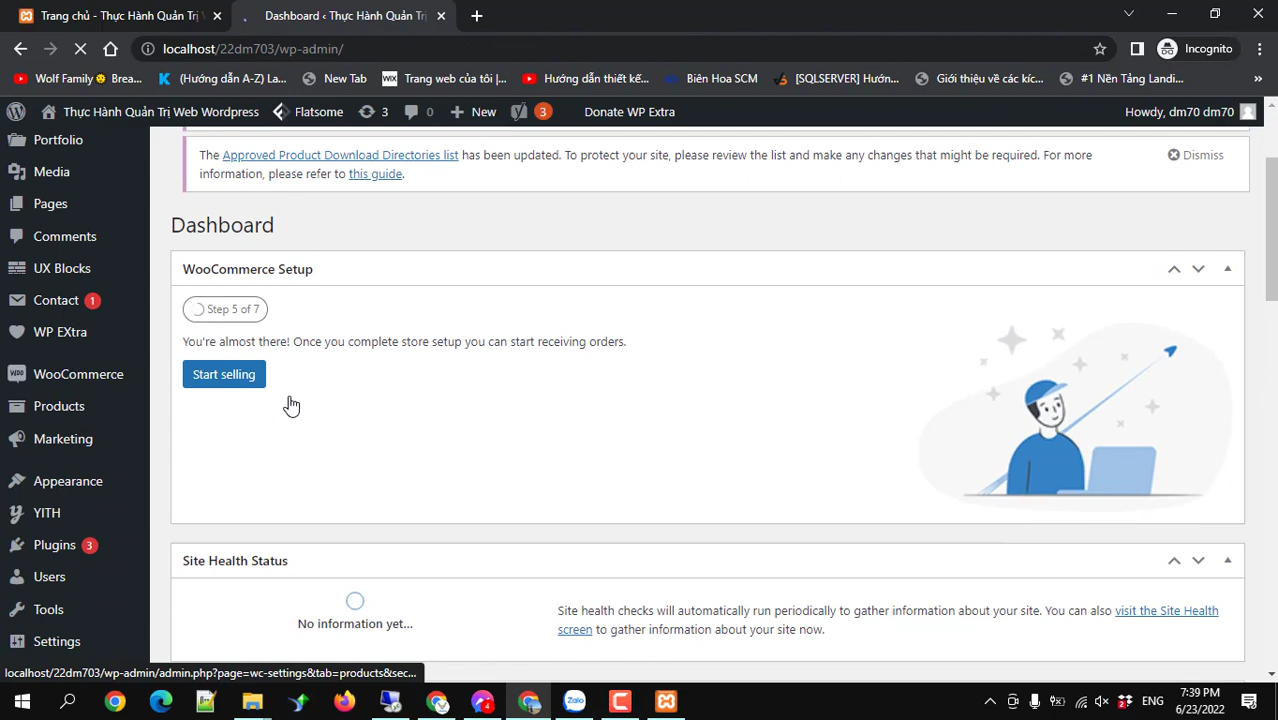 Trang chủ - Thực Hành Quản Trị V
Dashboard ‹ Thực Hành Quản Trị
localhost/22dm703/wp-admin/
Incognito
Wolf Family Brea...
(Hướng dẫn A-Z) La...
New Tab
WIX
Trang web của tôi |...
Hướng dẫn thiết kế...
Biên Hoa SCM
[SQLSERVER] Hướn...
Giới thiệu về các kíc...
#1 Nền Tảng Landi...
»
Thực Hành Quản Trị Web Wordpress
Flatsome
3
0
New
3
Donate WP Extra
Howdy, dm70 dm70
Portfolio
Media
Pages
Comments
UX Blocks
Contact 1
WP EXtra
WooCommerce
Products
Marketing
Appearance
YITH
Plugins 3
Users
Tools
Settings
The Approved Product Download Directories list has been updated. To protect your site, please review the list and make any changes that might be required. For more
information, please refer to this guide.
Dismiss
Dashboard
WooCommerce Setup
Step 5 of 7
You're almost there! Once you complete store setup you can start receiving orders.
Start selling
Site Health Status
No information yet...
Site health checks will automatically run periodically to gather information about your site. You can also visit the Site Health
screen to gather information about your site now.
localhost/22dm703/wp-admin/admin.php?page=wc-settings&tab=products&sec...
4
Zalo
2
ENG
7:39 PM
6/23/2022